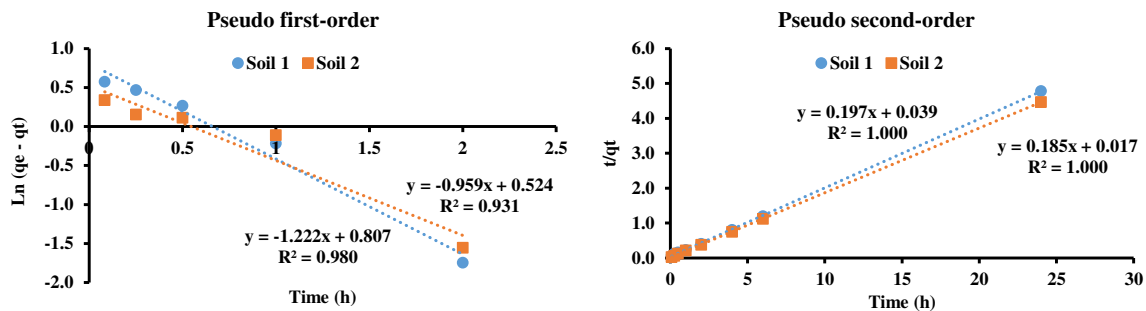 Pseudo first-order
1.0
Soil 1
Soil 2
0.5
0.0
0
0.5
1
1.5
2
2.5
-0.5
-1.0
-1.5
-2.0
Ln (qe - qt)
y = -0.959x + 0.524
R² = 0.931
y = -1.222x + 0.807
R² = 0.980
Time (h)
Pseudo second-order
6.0
Soil 1
Soil 2
5.0
4.0
3.0
2.0
1.0
0.0
t/qt
y = 0.197x + 0.039
R² = 1.000
y = 0.185x + 0.017
R² = 1.000
0
5
10
15
20
25
30
Time (h)